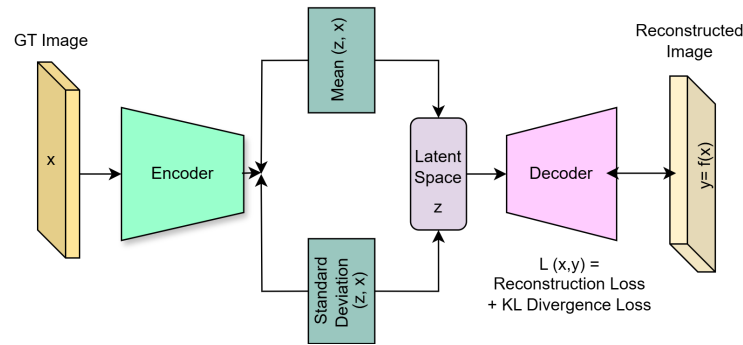 GT Image
x
Encoder
Mean (z, x)
Standard
Deviation
(z, x)
Latent
Space
z
Decoder
L (x,y) =
Reconstruction Loss
+ KL Divergence Loss
Reconstructed
Image
y= f(x)